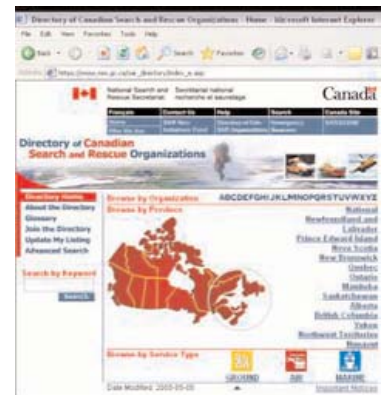 Directory of Canadian Search and Rescue Organizations - Home - Microsoft Internet Explorer
File Edit View Favorites Tools Help
Back Search Favorites
National Search and Rescue Secretariat
Secrétariat national recherche et sauvetage
Canada
Français Contact Us Help Search Canada Site
Directory of Canadian
Search and Rescue Organizations
Directory Home
About the Directory
Glossary
Join the Directory
Update My Listing
Advanced Search
Search by Keyword
Search
Browse by Organization ABCDEFGHIJKLMNOPQRSTUVWXYZ
Browse by Province
National
Newfoundland and Labrador
Prince Edward Island
Nova Scotia
New Brunswick
Quebec
Ontario
Manitoba
Saskatchewan
Alberta
British Columbia
Yukon
Northwest Territories
Nunavut
Browse by Service Type
GROUND AIR MARINE
Date Modified: 2005-05-05
Important Notices